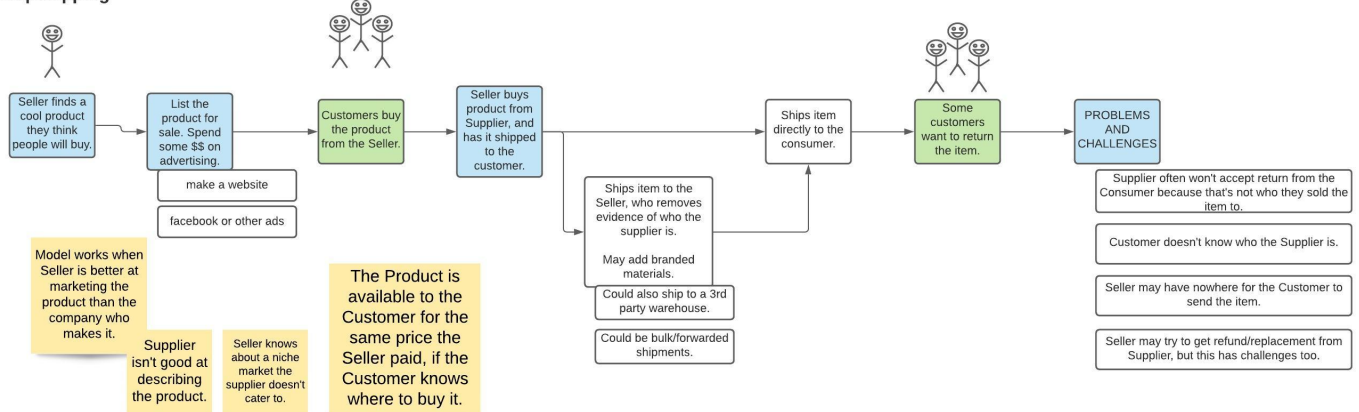 Seller finds a
cool product
they think
people will buy.
List the
product for
sale. Spend
some $$ on
advertising.
make a website
facebook or other ads
Customers buy
the product
from the Seller.
Seller buys
product from
Supplier, and
has it shipped
to the
customer.
Ships item to the
Seller, who removes
evidence of who the
supplier is.
May add branded
materials.
Could also ship to a 3rd
party warehouse.
Could be bulk/forwarded
shipments.
Ships item
directly to the
consumer.
Some
customers
want to return
the item.
PROBLEMS
AND
CHALLENGES
Supplier often won't accept return from the
Consumer because that's not who they sold the
item to.
Customer doesn't know who the Supplier is.
Seller may have nowhere for the Customer to
send the item.
Seller may try to get refund/replacement from
Supplier, but this has challenges too.
Model works when
Seller is better at
marketing the
product than the
company who
makes it.
Supplier
isn't good at
describing
the product.
Seller knows
about a niche
market the
supplier doesn't
cater to.
The Product is
available to the
Customer for the
same price the
Seller paid, if the
Customer knows
where to buy it.